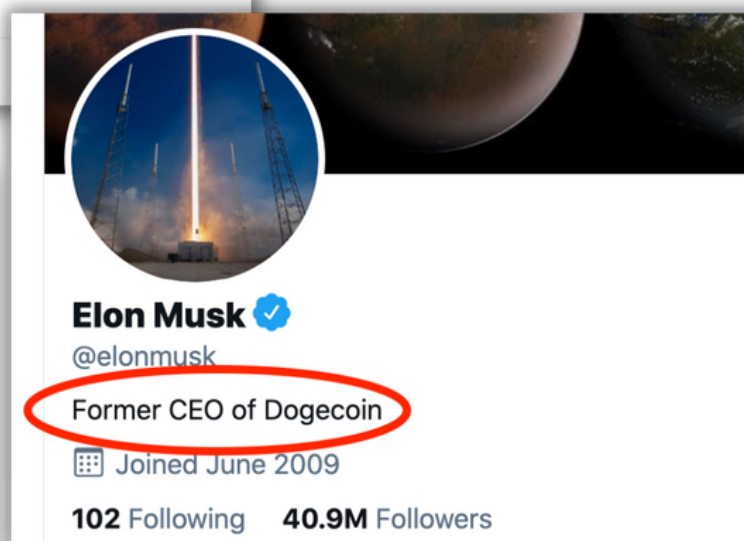 Elon Musk
@elonmusk
Former CEO of Dogecoin
Joined June 2009
102 Following 40.9M Followers